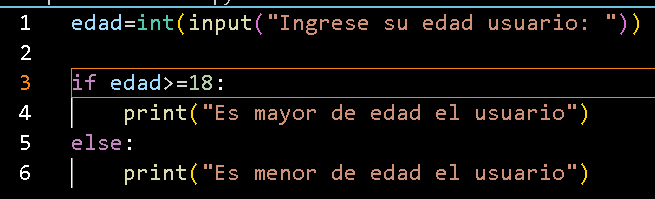 1 edad=int(input("Ingrese su edad usuario: "))
2
3 if edad>=18:
4     print("Es mayor de edad el usuario")
5 else:
6     print("Es menor de edad el usuario")